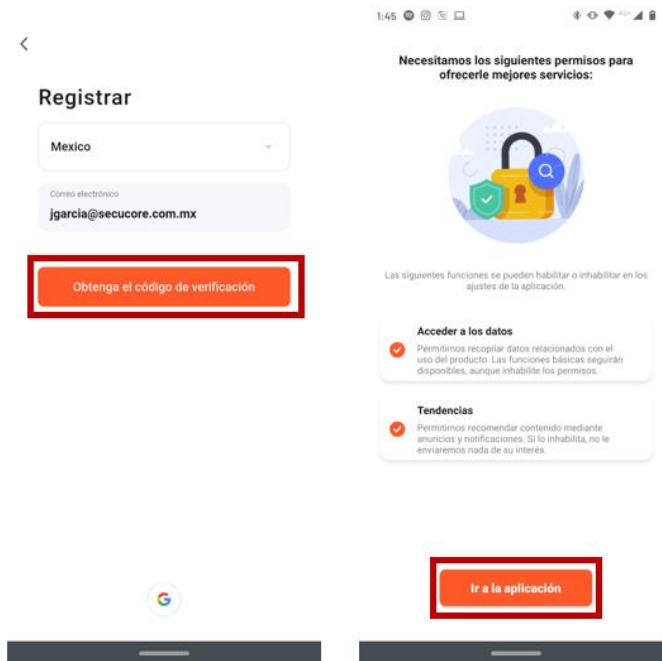 Registrar
Mexico
Correo electrónico
jgarcia@secucore.com.mx
Obtenga el código de verificación
G
1:45
Necesitamos los siguientes permisos para
ofrecerle mejores servicios:
Las siguientes funciones se pueden habilitar o inhabilitar en los
ajustes de la aplicación.
Acceder a los datos
Permitirnos recopilar datos relacionados con el
uso del producto. Las funciones básicas seguirán
disponibles, aunque inhabilite los permisos.
Tendencias
Permitirnos recomendar contenido mediante
anuncios y notificaciones. Si lo inhabilita, no le
enviaremos nada de su interés.
Ir a la aplicación